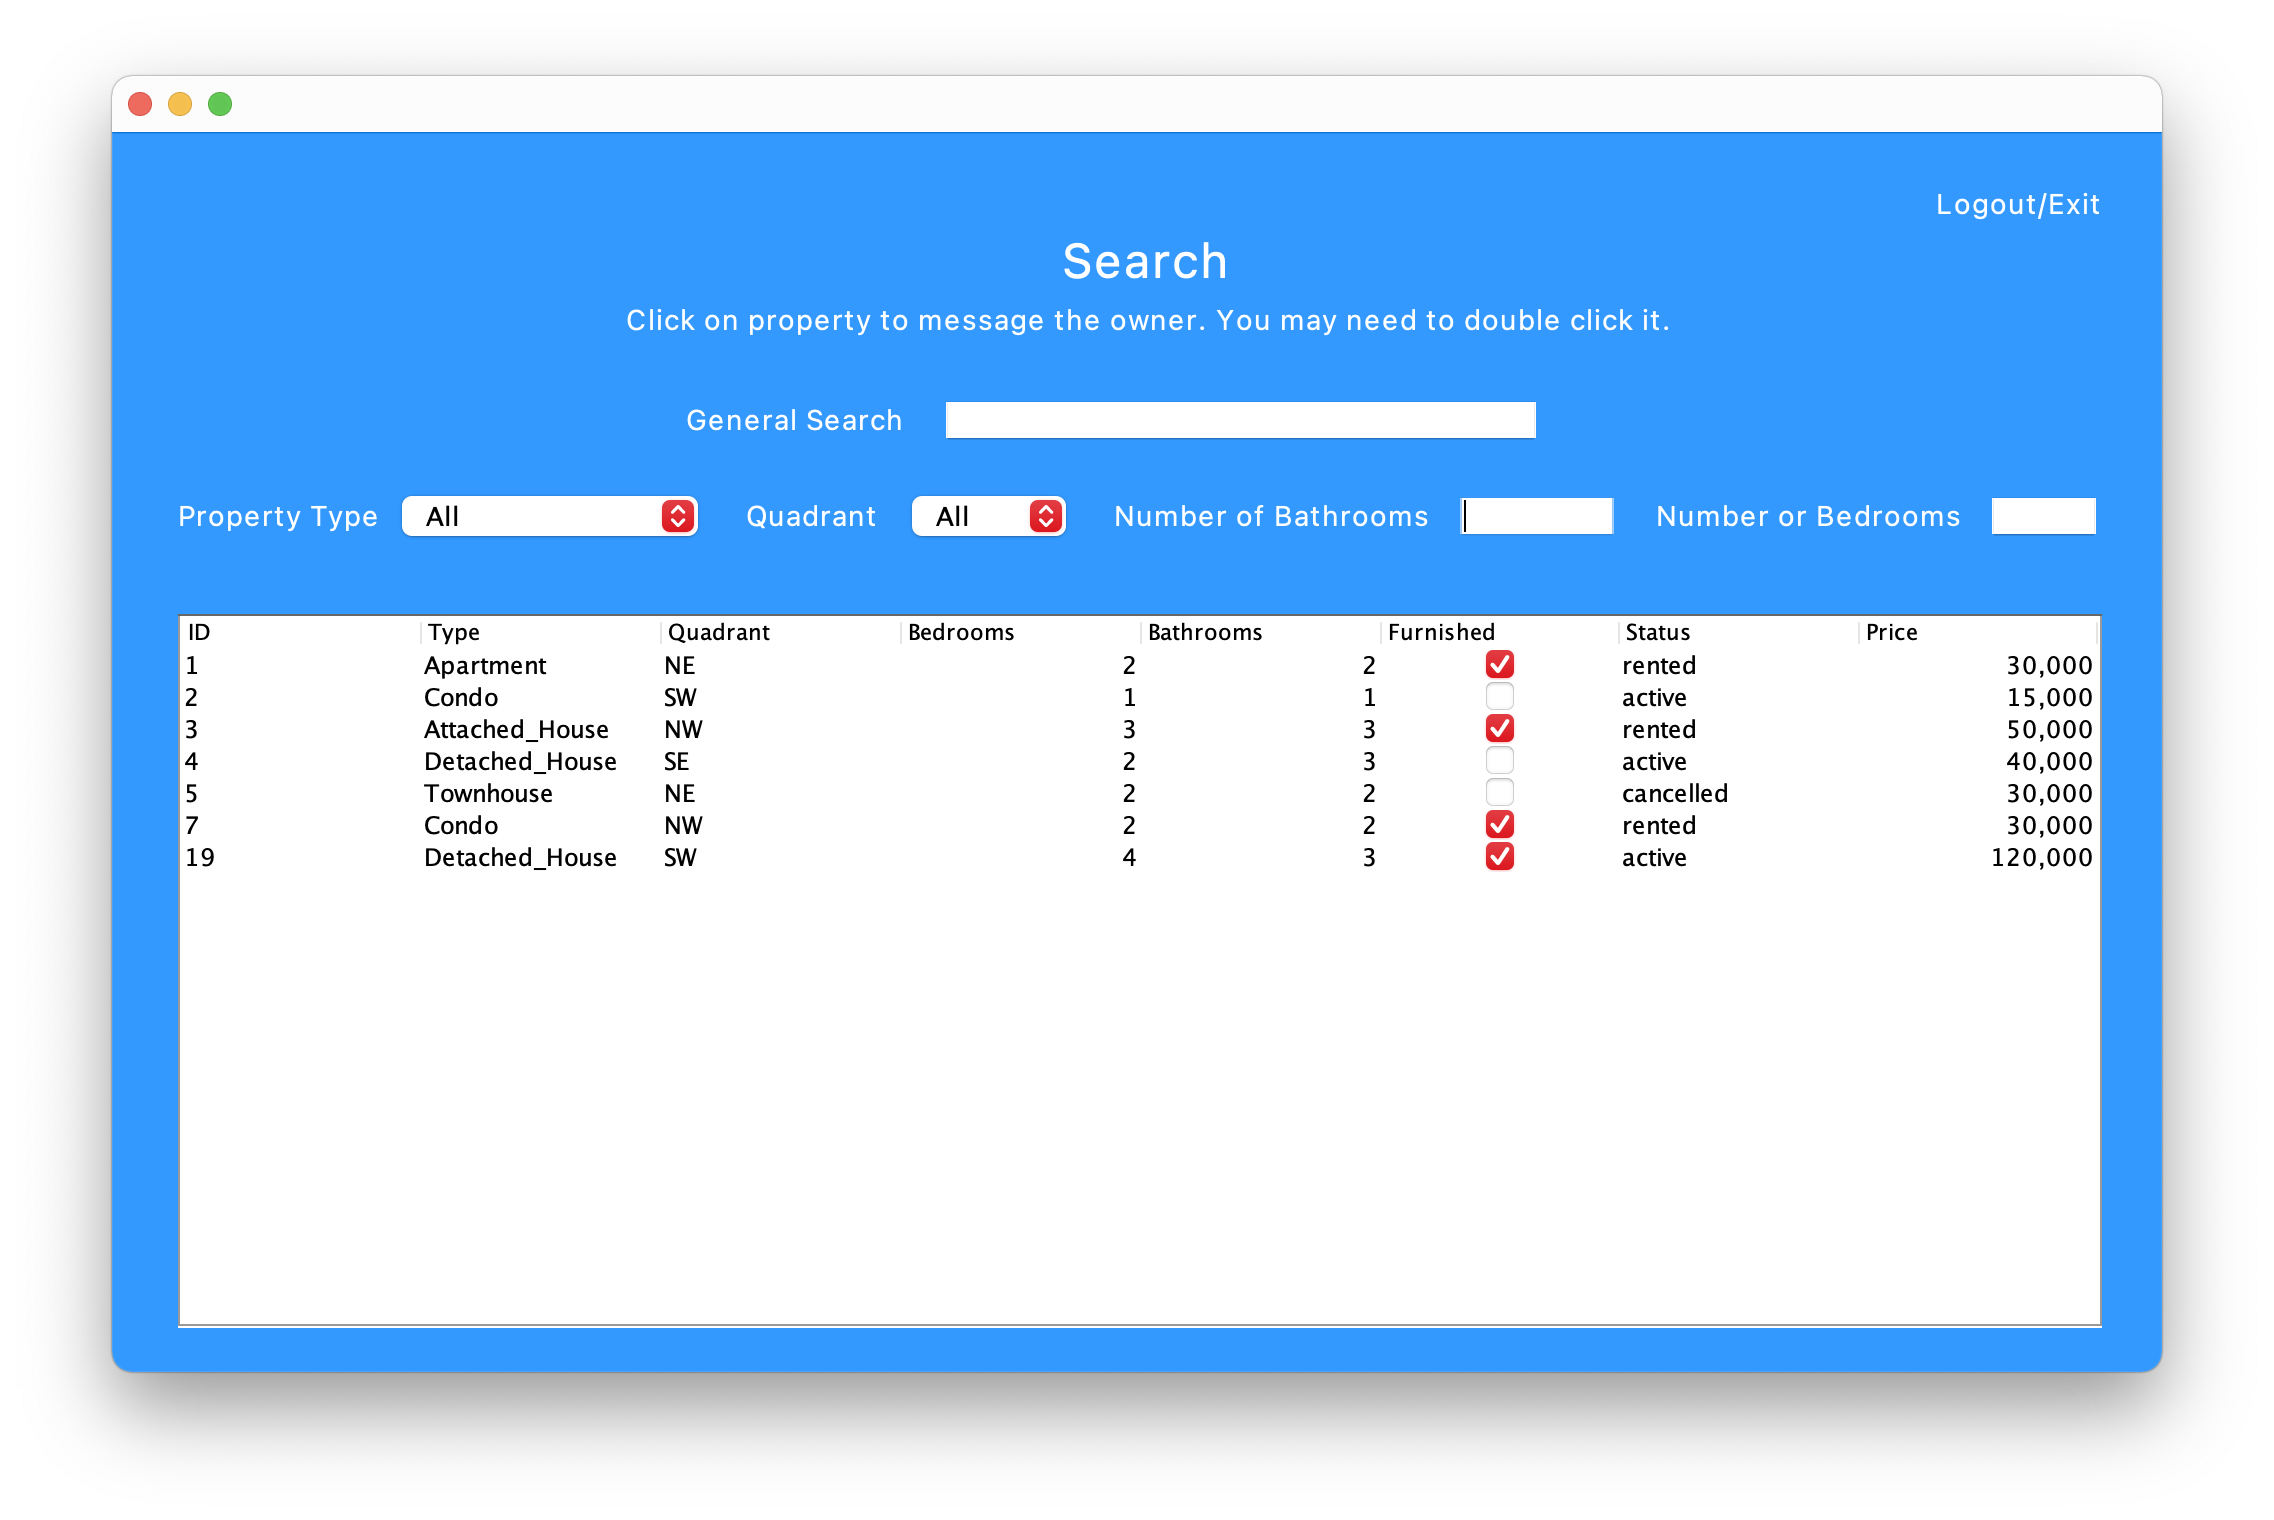 Logout/Exit
Search
Click on property to message the owner. You may need to double click it.
General Search
Property Type All Quadrant All Number of Bathrooms Number or Bedrooms
ID Type Quadrant Bedrooms Bathrooms Furnished Status Price
1 Apartment NE 2 2 rented 30,000
2 Condo SW 1 1 active 15,000
3 Attached_House NW 3 3 rented 50,000
4 Detached_House SE 2 3 active 40,000
5 Townhouse NE 2 2 cancelled 30,000
7 Condo NW 2 2 rented 30,000
19 Detached_House SW 4 3 active 120,000